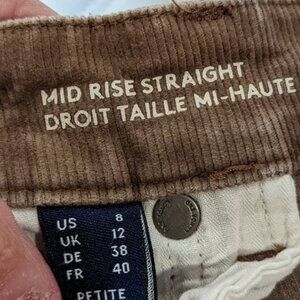 MID RISE STRAIGHT
DROIT TAILLE MI-HAUTE
US 8
UK 12
DE 38
FR 40
PETITE